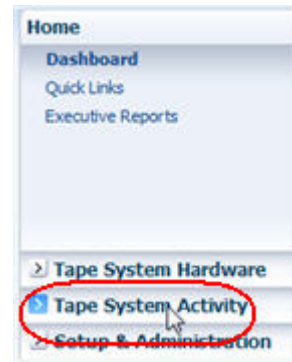 Home
Dashboard
Quick Links
Executive Reports
Tape System Hardware
Tape System Activity
Setup & Administration